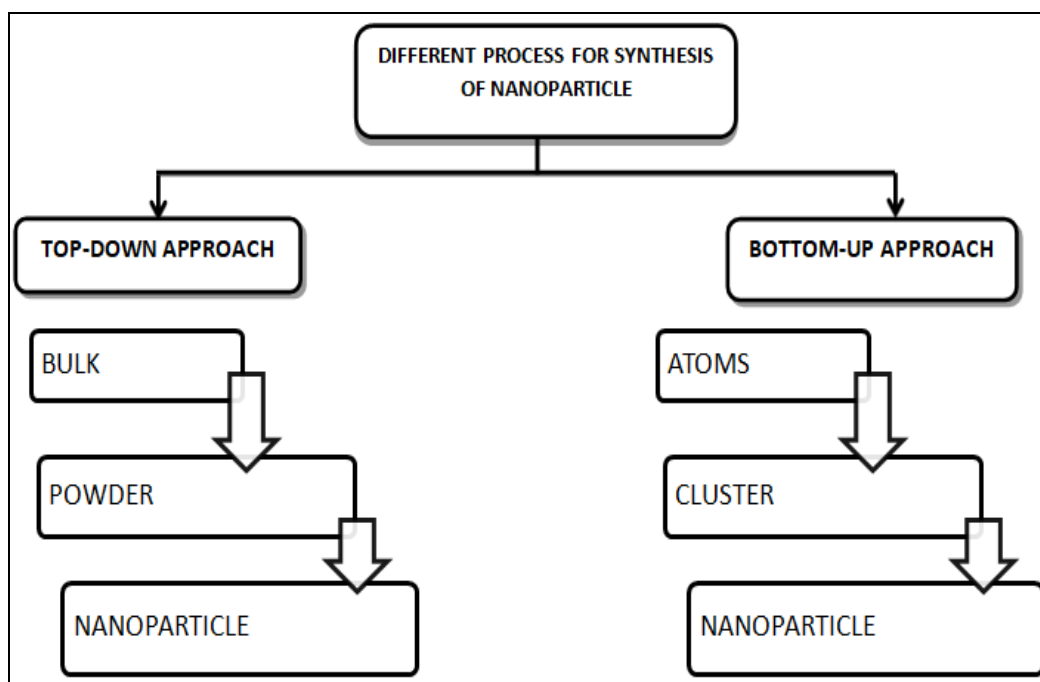 DIFFERENT PROCESS FOR SYNTHESIS
OF NANOPARTICLE
TOP-DOWN APPROACH
BOTTOM-UP APPROACH
BULK
POWDER
NANOPARTICLE
ATOMS
CLUSTER
NANOPARTICLE